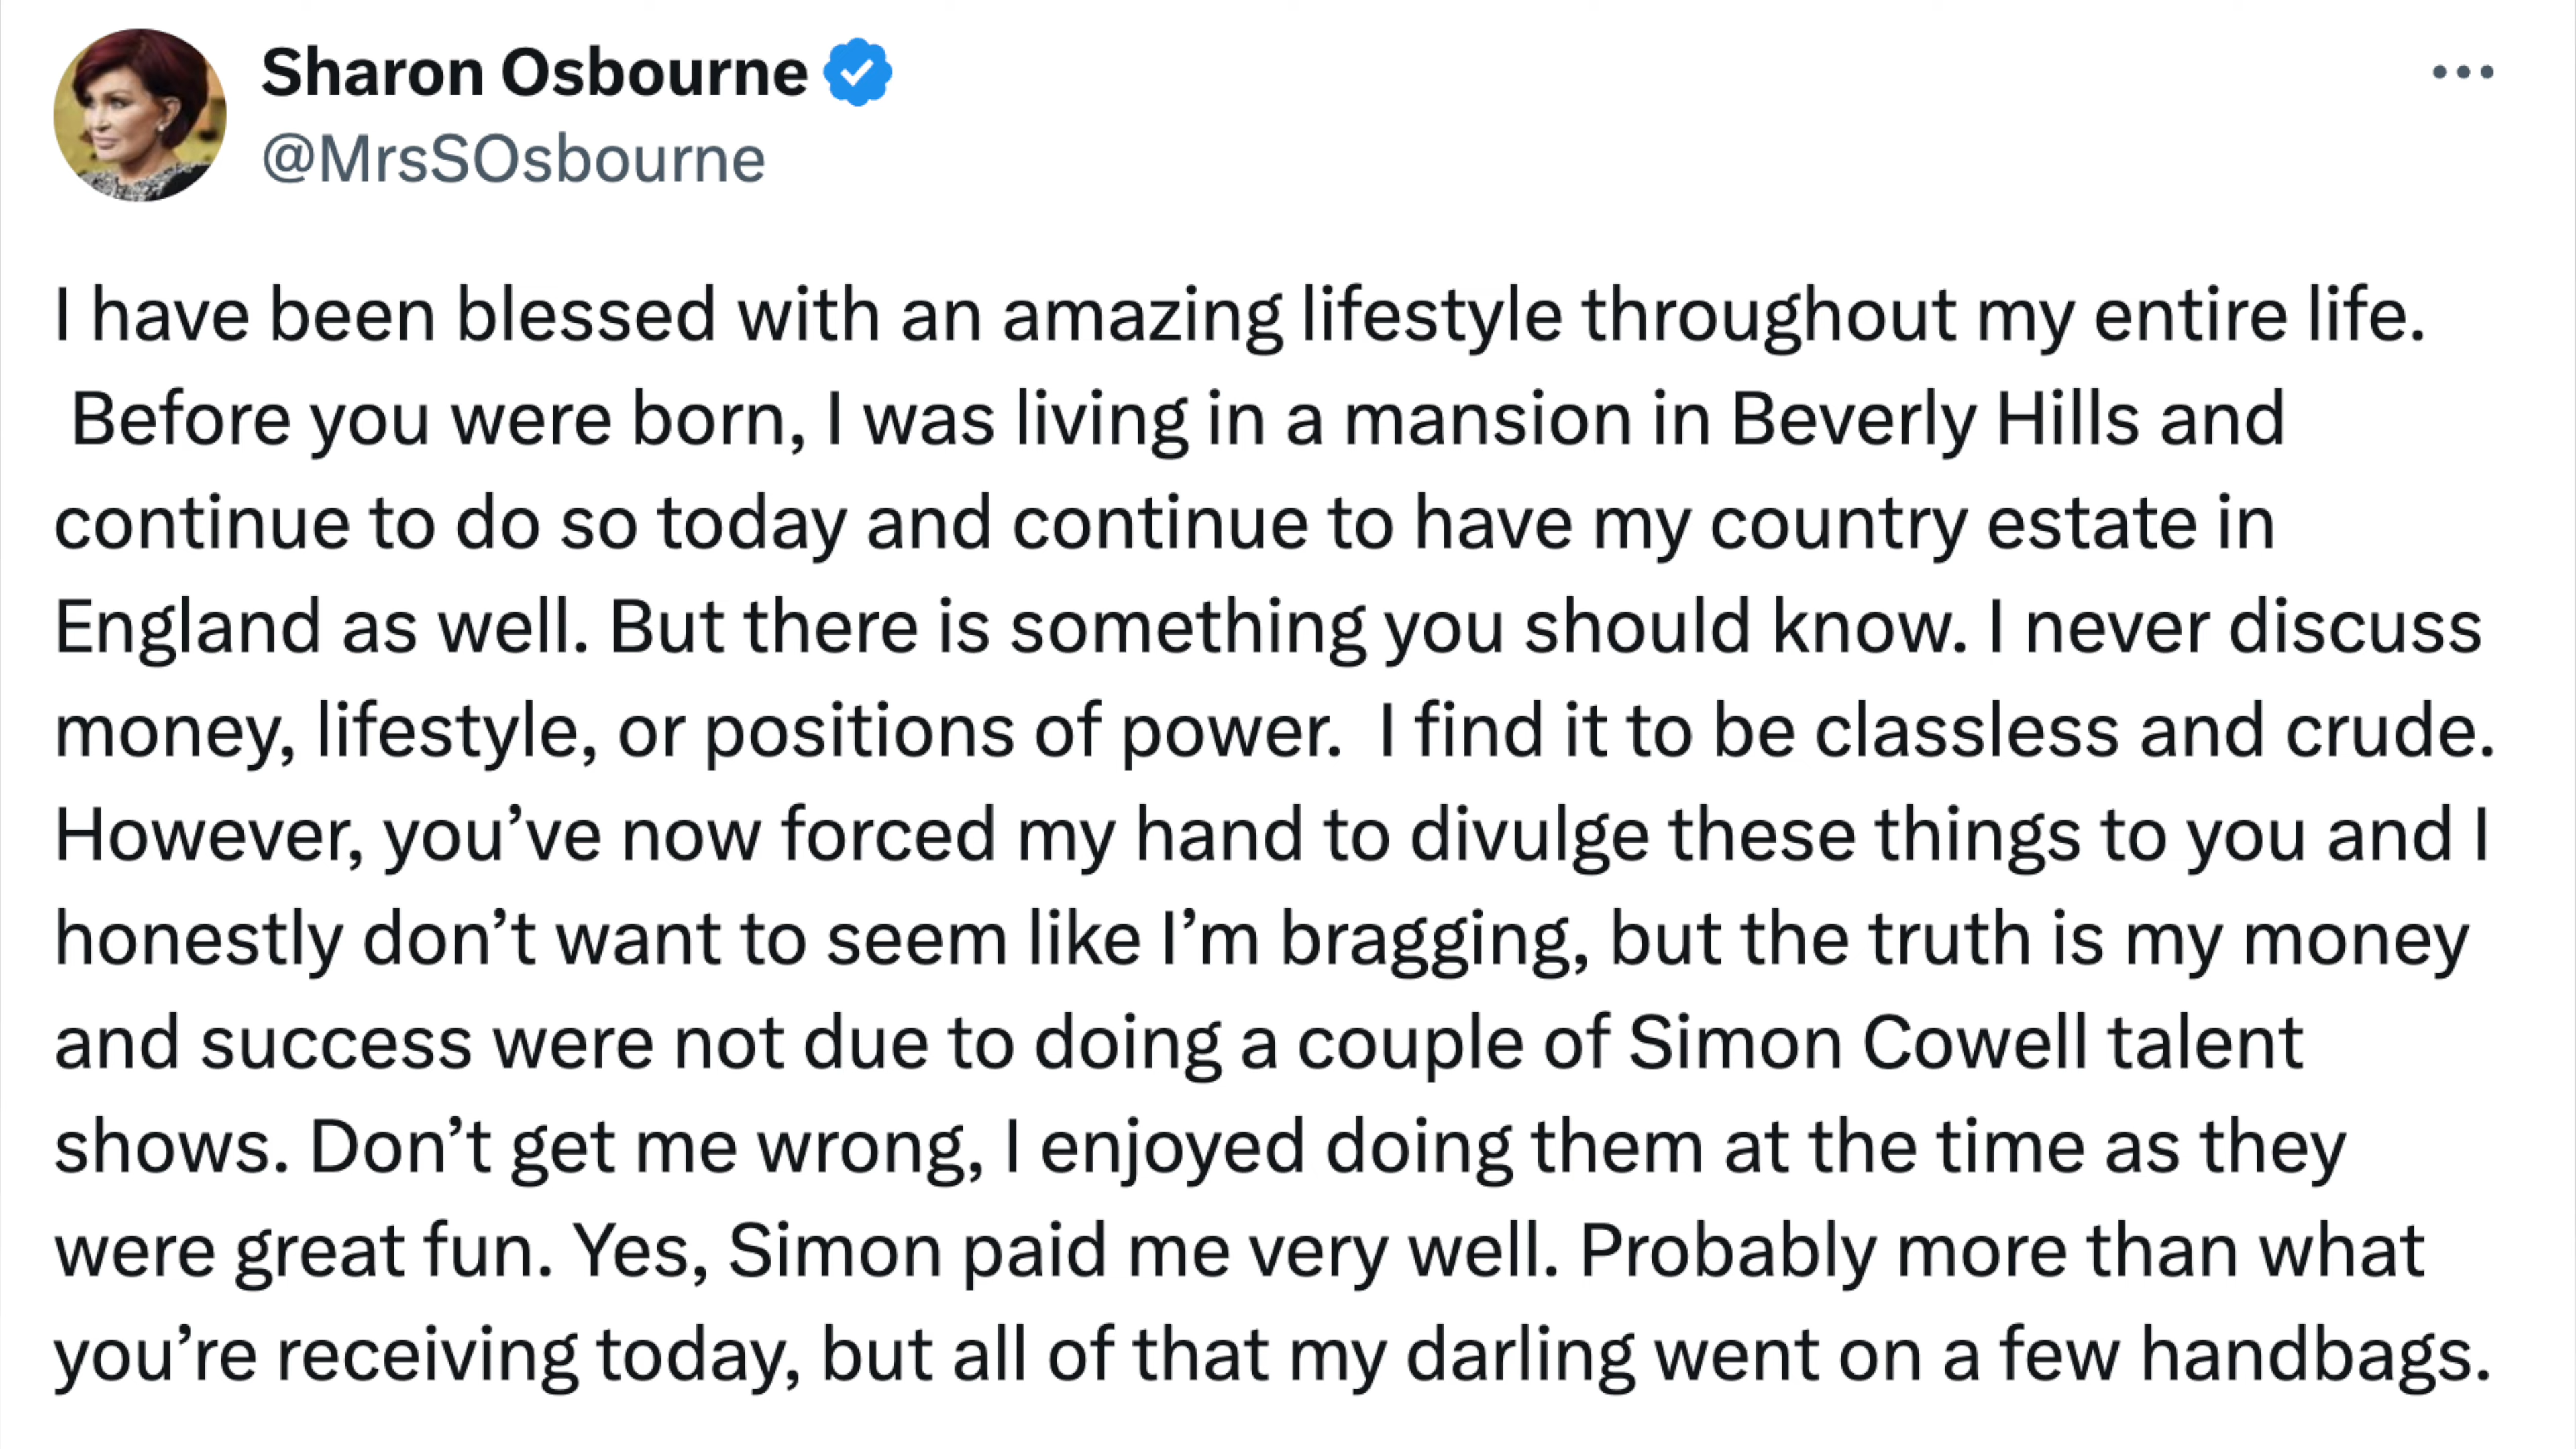 Sharon Osbourne
@MrsSOsbourne
I have been blessed with an amazing lifestyle throughout my entire life.
Before you were born, I was living in a mansion in Beverly Hills and
continue to do so today and continue to have my country estate in
England as well. But there is something you should know. I never discuss
money, lifestyle, or positions of power.  I find it to be classless and crude.
However, you’ve now forced my hand to divulge these things to you and I
honestly don’t want to seem like I’m bragging, but the truth is my money
and success were not due to doing a couple of Simon Cowell talent
shows. Don’t get me wrong, I enjoyed doing them at the time as they
were great fun. Yes, Simon paid me very well. Probably more than what
you’re receiving today, but all of that my darling went on a few handbags.